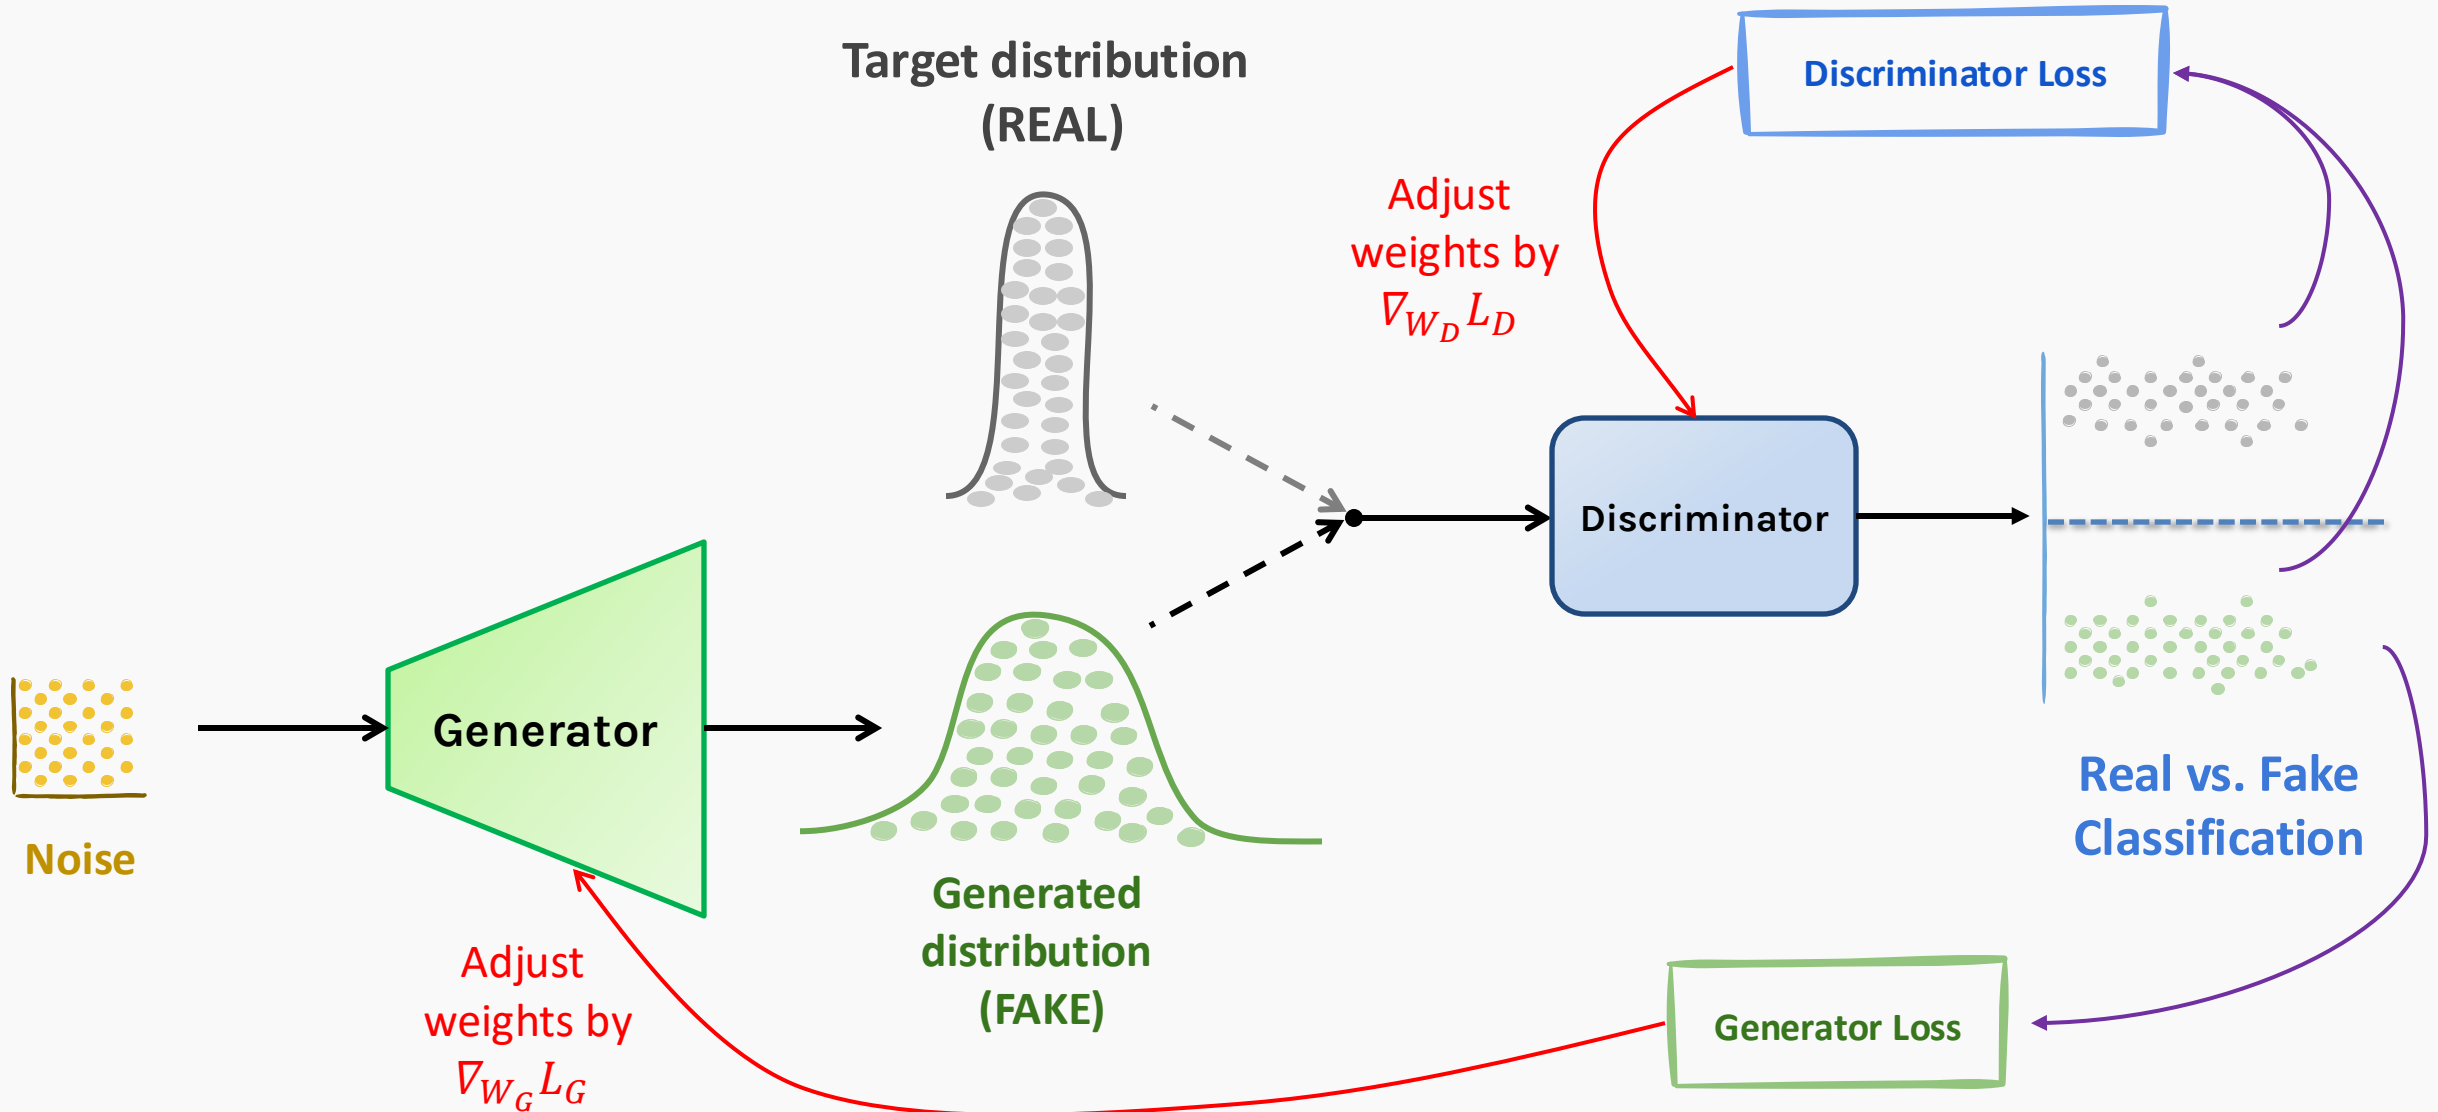 Target distribution
(REAL)
Discriminator Loss
Adjust
weights by
∇_{W_D} L_D
Discriminator
Generator
Noise
Real vs. Fake
Classification
Generated
distribution
(FAKE)
Adjust
weights by
∇_{W_G} L_G
Generator Loss